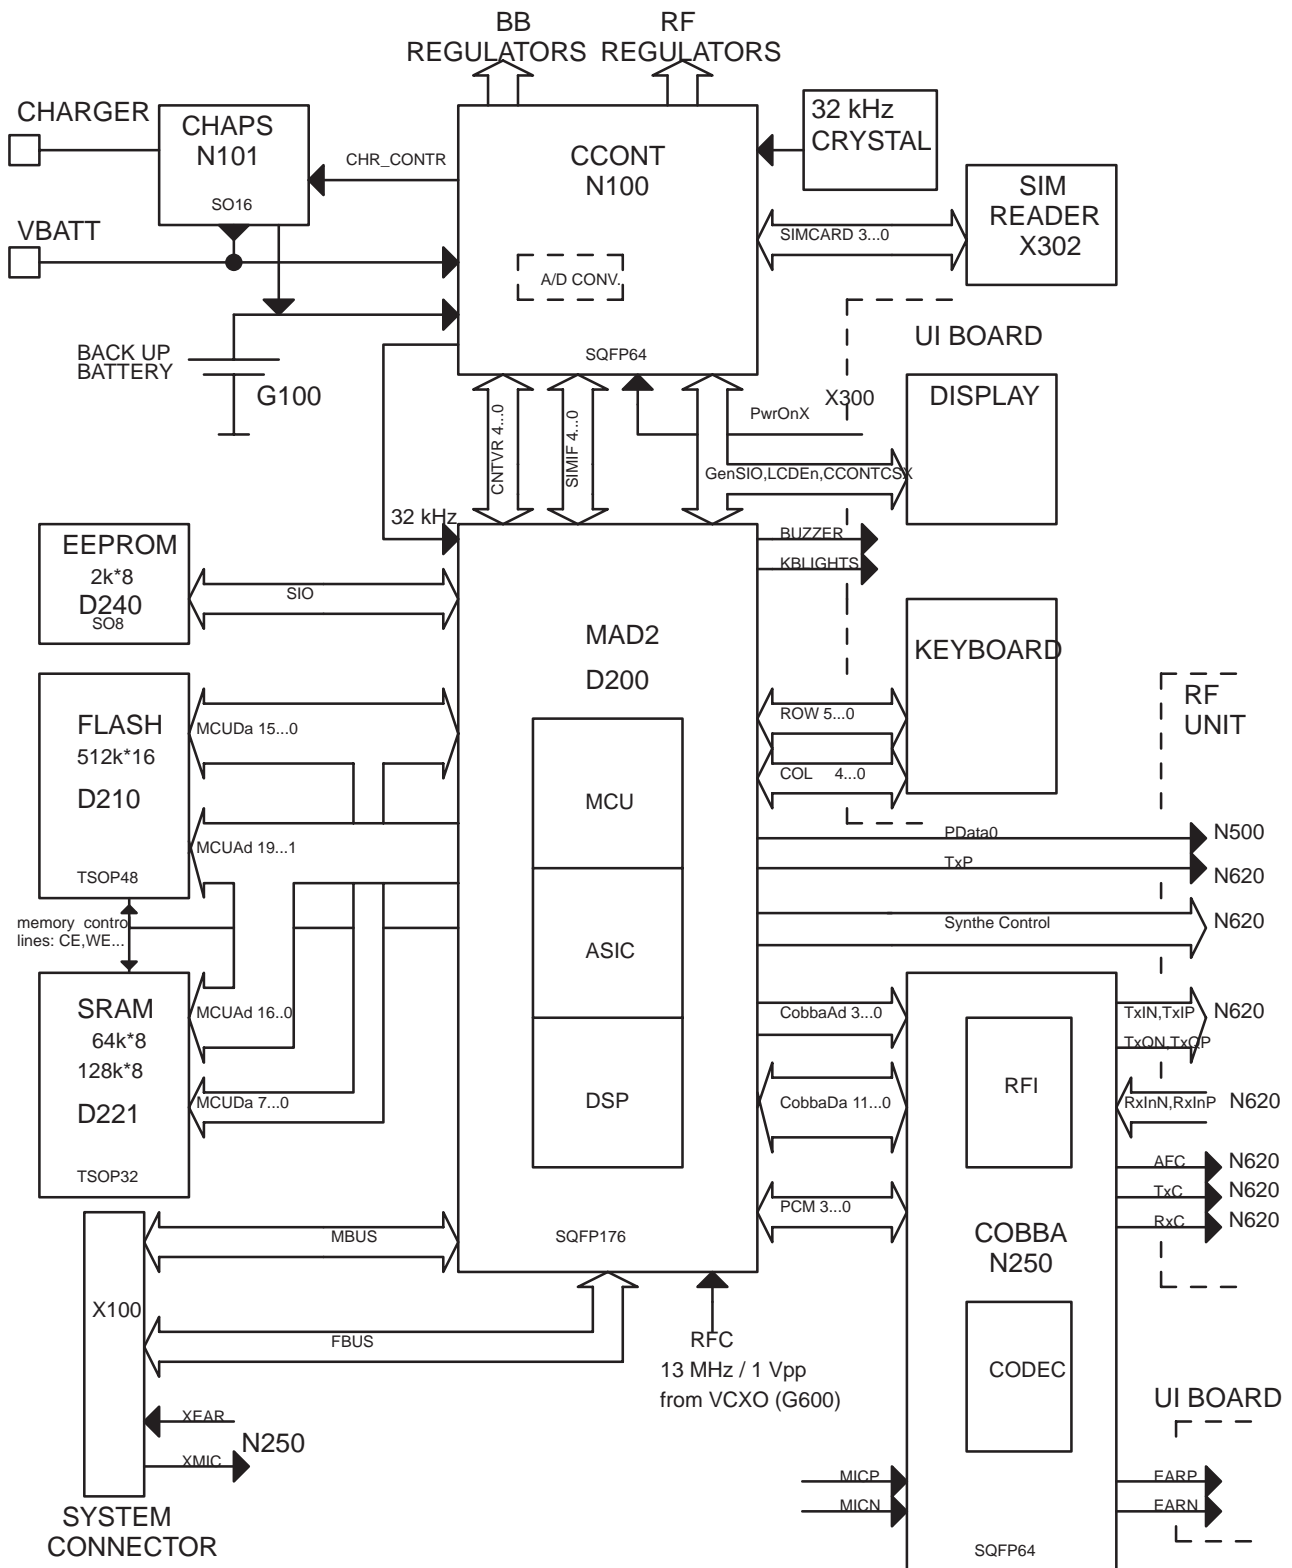 BB
REGULATORS
RF
REGULATORS
CHARGER
CHAPS
N101
SO16
CHR_CONTR
CCONT
N100
32 kHz
CRYSTAL
SIM
READER
X302
SIMCARD 3...0
VBATT
A/D CONV.
SQFP64
BACK UP
BATTERY
G100
UI BOARD
X300
DISPLAY
PwrOnX
CNTVR 4...0
SIMIF 4...0
GenSIO,LCDEn,CCONTCSX
32 kHz
BUZZER
KBLIGHTS
EEPROM
2k*8
D240
SO8
SIO
MAD2
D200
KEYBOARD
ROW 5...0
COL 4...0
RF
UNIT
FLASH
512k*16
D210
TSOP48
MCUDa 15...0
MCUAd 19...1
MCU
ASIC
DSP
PData0
N500
TxP
N620
Synthe Control
N620
memory contro
lines: CE,WE...
SRAM
64k*8
128k*8
D221
TSOP32
MCUAd 16..0
MCUDa 7...0
CobbaAd 3...0
CobbaDa 11...0
PCM 3...0
RFI
TxIN,TxIP
N620
TxQN,TxQP
RxInN,RxInP
N620
AFC
N620
TxC
N620
RxC
N620
COBBA
N250
CODEC
SQFP176
X100
MBUS
FBUS
RFC
13 MHz / 1 Vpp
from VCXO (G600)
XEAR
XMIC
N250
SYSTEM
CONNECTOR
MICP
MICN
UI BOARD
EARP
EARN
SQFP64